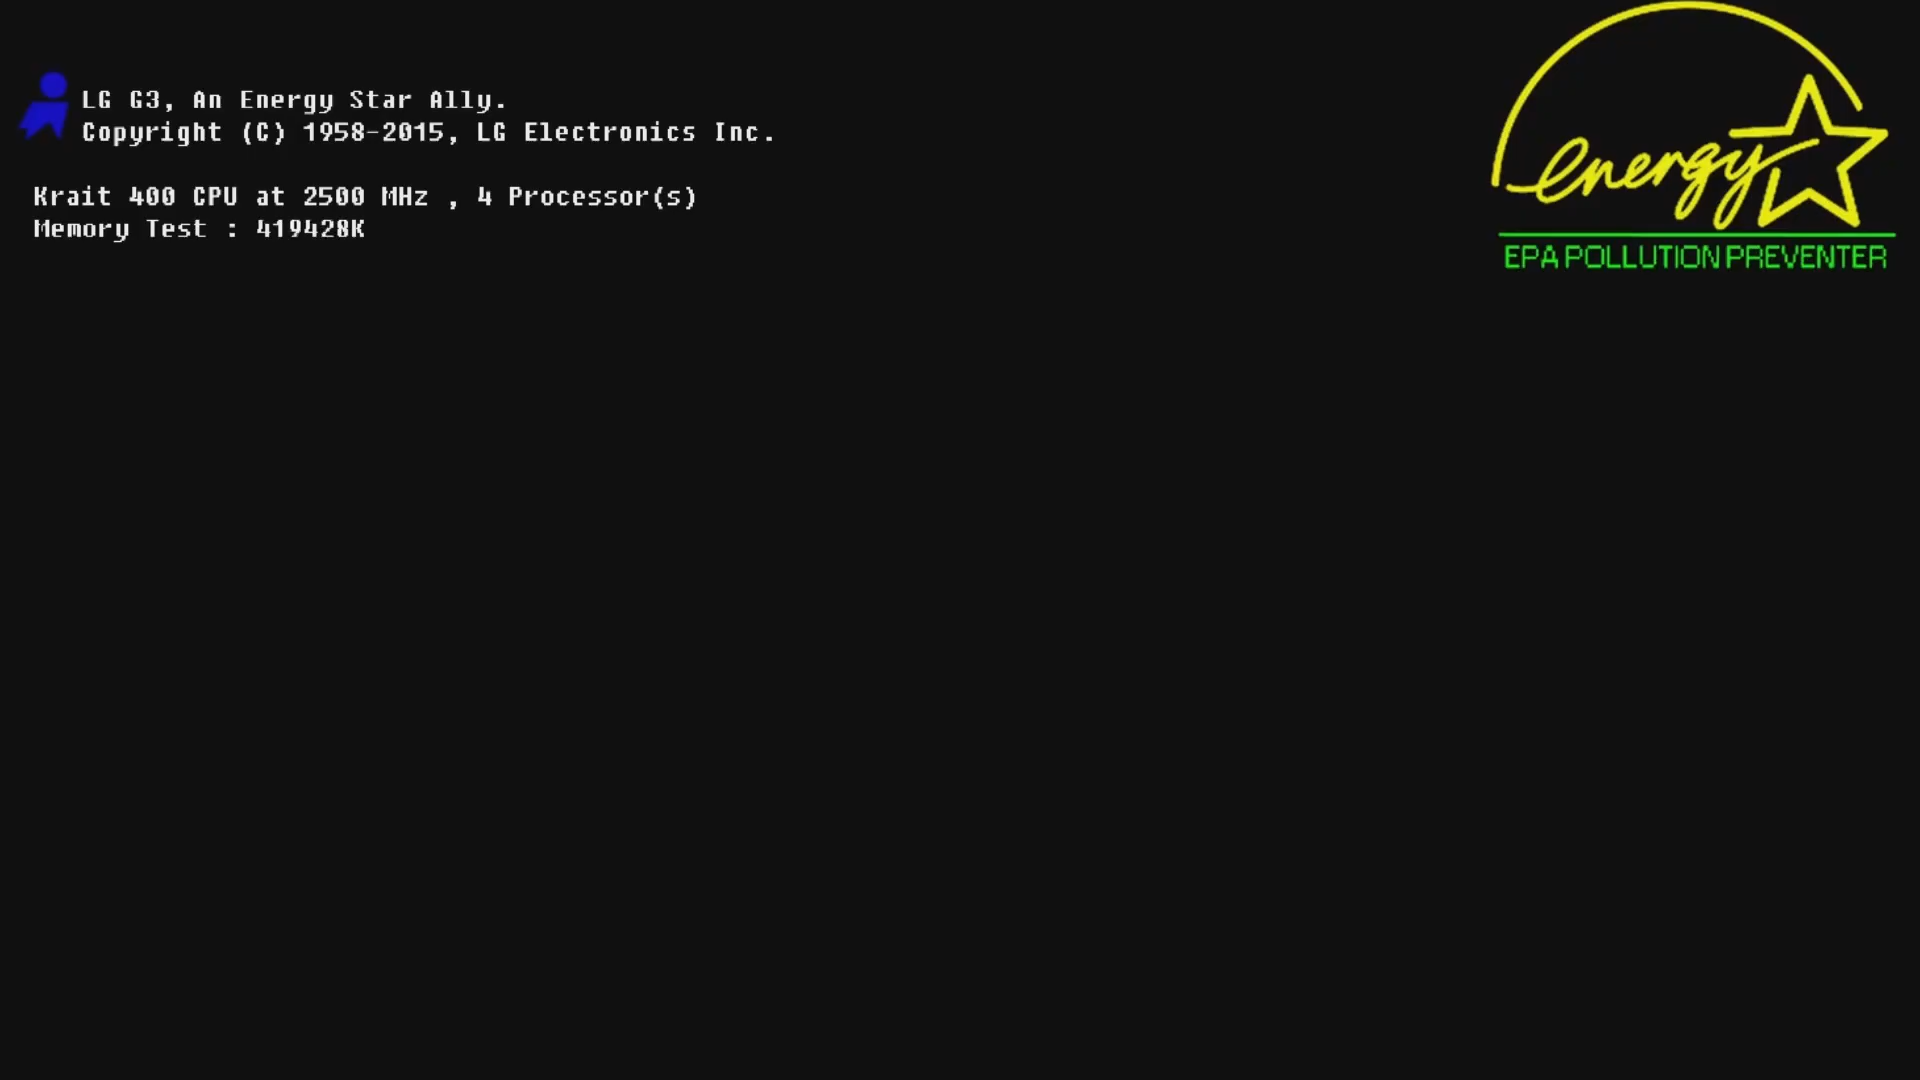 LG G3, An Energy Star Ally.
Copyright (C) 1958-2015, LG Electronics Inc.
Krait 400 CPU at 2500 MHz , 4 Processor(s)
Memory Test : 419428K
energy
EPA POLLUTION PREVENTER